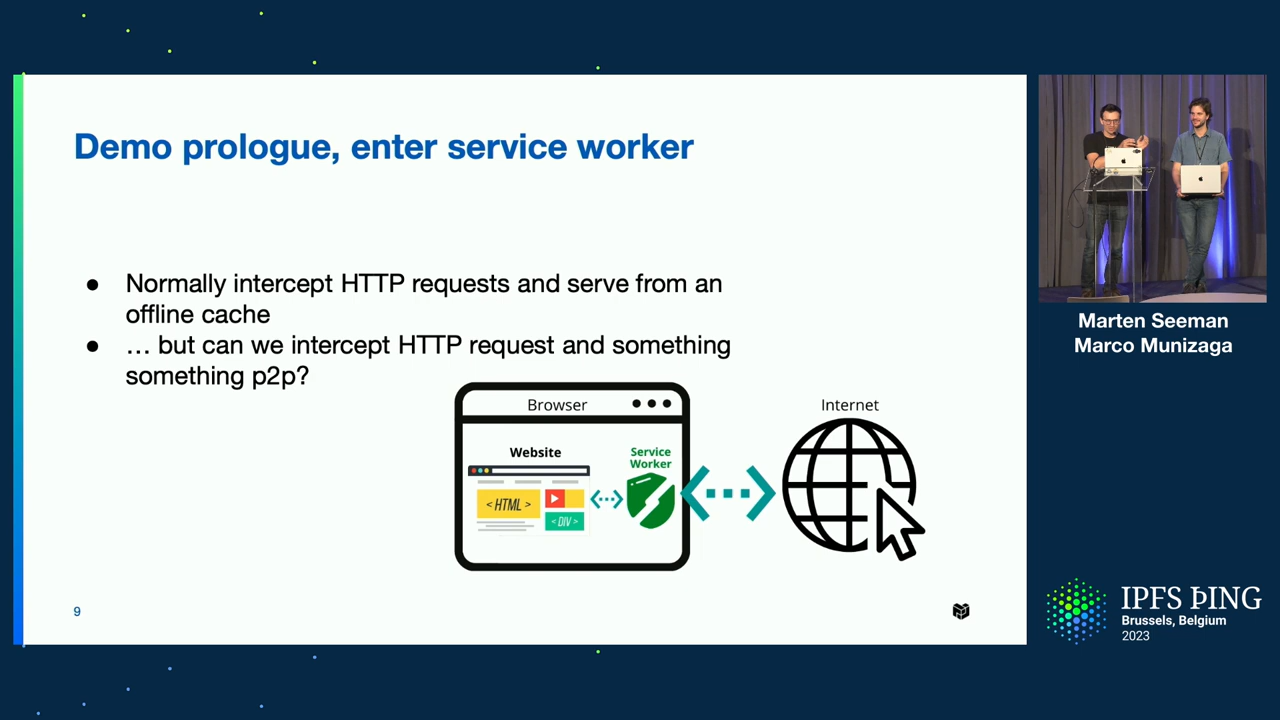 Demo prologue, enter service worker
● Normally intercept HTTP requests and serve from an
offline cache
● … but can we intercept HTTP request and something
something p2p?
Browser
Website
Service
Worker
< HTML >
< DIV >
Internet
9
Marten Seeman
Marco Munizaga
IPFS ÞING
Brussels, Belgium
2023